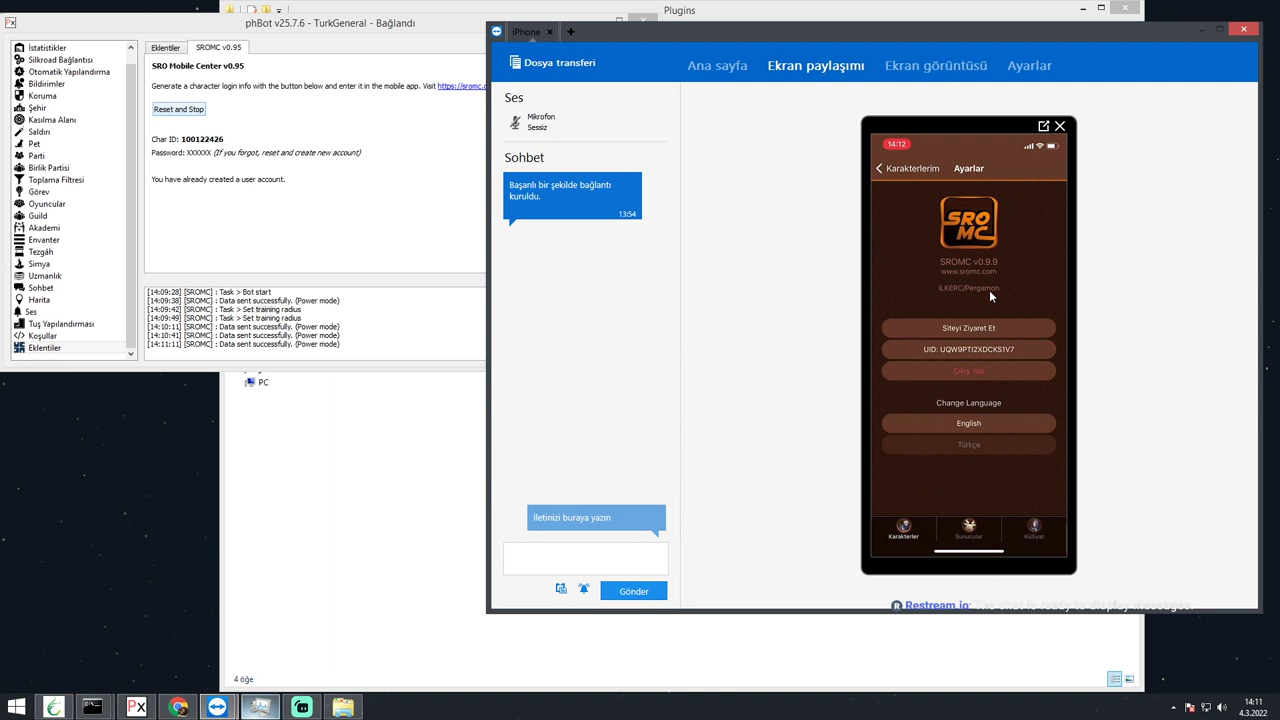 Plugins
phBot v25.7.6 - TurkGeneral - Bağlandı
İstatistikler
Silkroad Bağlantısı
Otomatik Yapılandırma
Bildirimler
Koruma
Şehir
Kasılma Alanı
Saldırı
Pet
Parti
Birlik Partisi
Toplama Filtresi
Görev
Oyuncular
Guild
Akademi
Envanter
Tezgâh
Simya
Uzmanlık
Sohbet
Harita
Ses
Tuş Yapılandırması
Koşullar
Eklentiler
Eklentiler
SROMC v0.95
SRO Mobile Center v0.95
Generate a character login info with the button below and enter it in the mobile app. Visit https://sromc.c
Reset and Stop
Char ID: 100122426
Password: XXXXXX (If you forgot, reset and create new account)
You have already created a user account.
[14:09:28] [SROMC] : Task > Bot start
[14:09:38] [SROMC] : Data sent successfully. (Power mode)
[14:09:42] [SROMC] : Task > Set training radius
[14:09:49] [SROMC] : Task > Set training radius
[14:10:11] [SROMC] : Data sent successfully. (Power mode)
[14:10:41] [SROMC] : Data sent successfully. (Power mode)
[14:11:11] [SROMC] : Data sent successfully. (Power mode)
PC
4 öğe
iPhone
Dosya transferi
Ana sayfa
Ekran paylaşımı
Ekran görüntüsü
Ayarlar
Ses
Mikrofon
Sessiz
Sohbet
Başarılı bir şekilde bağlantı
kuruldu.
13:54
İletinizi buraya yazın
Gönder
14:12
Karakterlerim
Ayarlar
SRO
MC
SROMC v0.9.9
www.sromc.com
ILKERC/Pergamon
Siteyi Ziyaret Et
UID: UQW9PTI2XDCKS1V7
Çıkış Yap
Change Language
English
Türkçe
Karakterler
Sunucular
Külliyat
Restream.io: The chat is ready to display messages.
14:11
4.3.2022